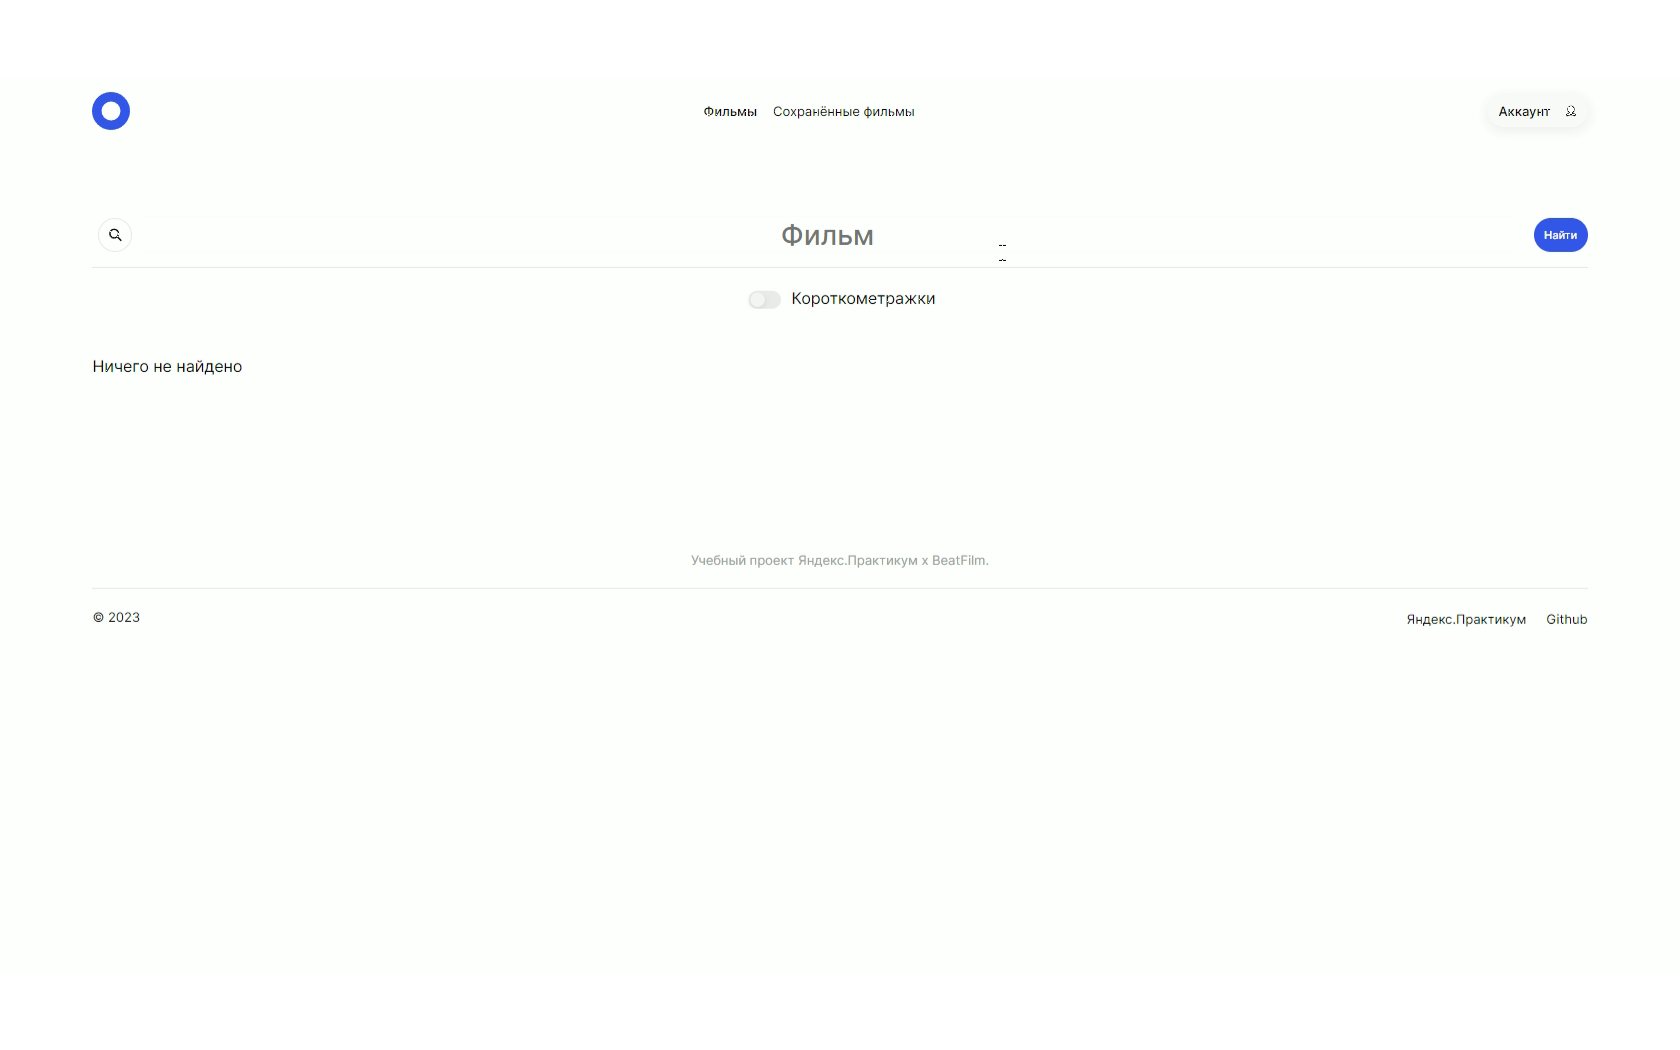 Фильмы Сохранённые фильмы Аккаунт
Фильм Найти
Короткометражки
Ничего не найдено
Учебный проект Яндекс.Практикум x BeatFilm.
© 2023 Яндекс.Практикум Github